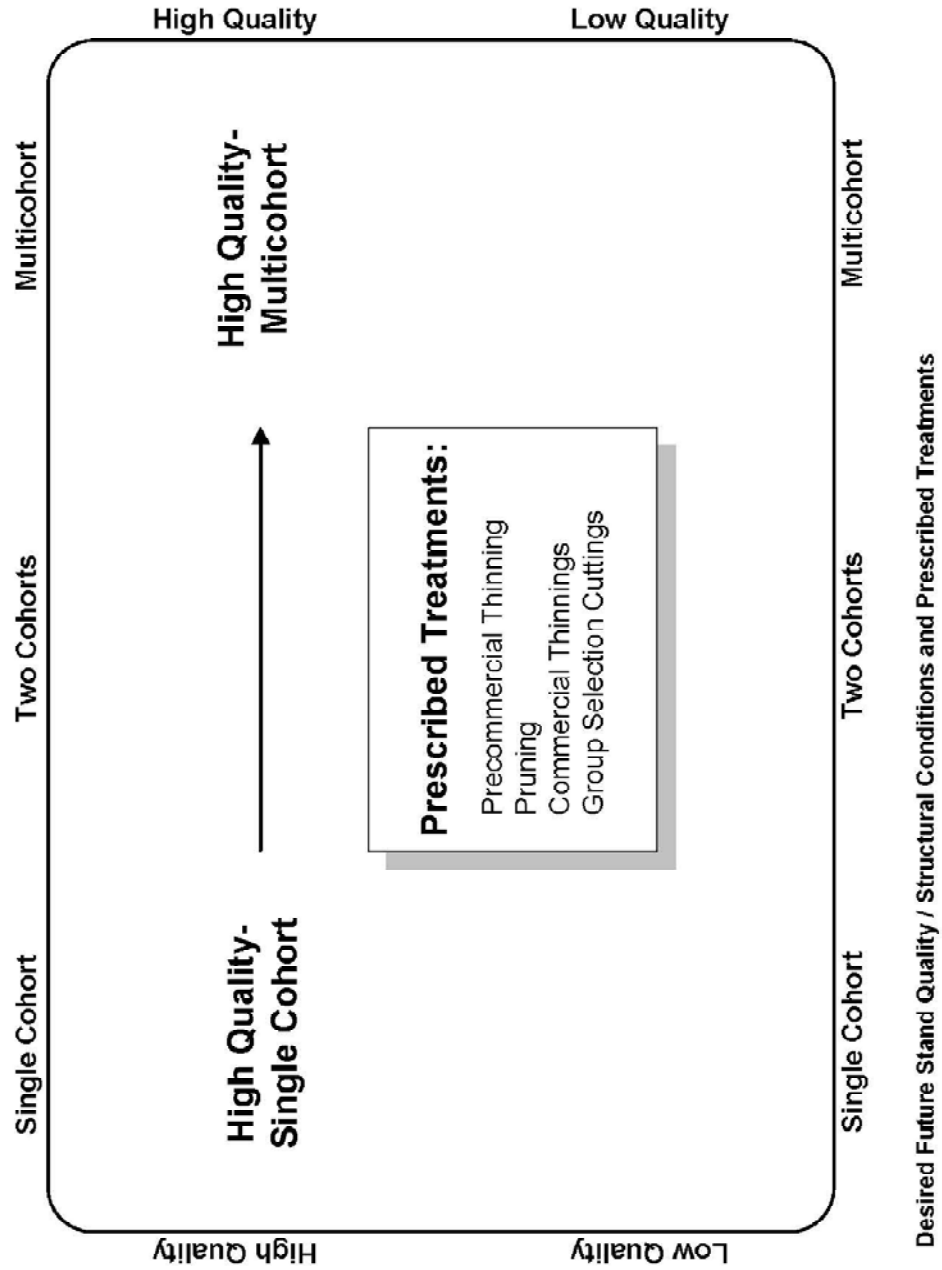 Single Cohort
Two Cohorts
Multicohort
High Quality
Low Quality
High Quality-
Single Cohort
High Quality-
Multicohort
Prescribed Treatments:
Precommercial Thinning
Pruning
Commercial Thinnings
Group Selection Cuttings
High Quality
Low Quality
Single Cohort
Two Cohorts
Multicohort
Desired Future Stand Quality / Structural Conditions and Prescribed Treatments